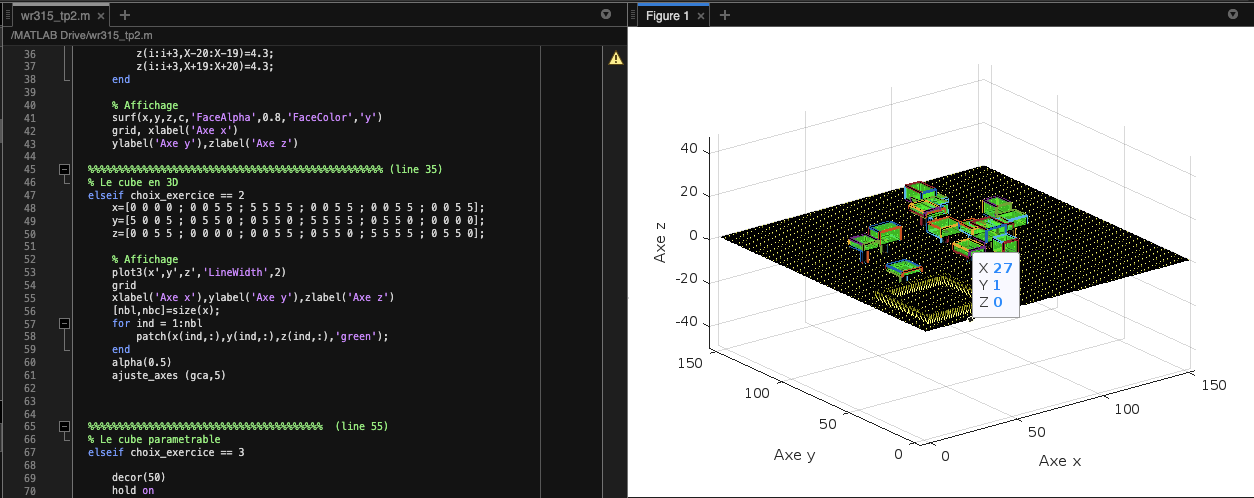 wr315_tp2.m × +
/MATLAB Drive/wr315_tp2.m
36 z(i:i+3,X-20:X-19)=4.3;
37 z(i:i+3,X+19:X+20)=4.3;
38 end
39
40 % Affichage
41 surf(x,y,z,c,'FaceAlpha',0.8,'FaceColor','y')
42 grid, xlabel('Axe x')
43 ylabel('Axe y'),zlabel('Axe z')
44
45 %%%%%%%%%%%%%%%%%%%%%%%%%%%%%%%%%%%%%%%%%%%%%%%%% (line 35)
46 % Le cube en 3D
47 elseif choix_exercice == 2
48 x=[0 0 0 0 ; 0 0 5 5 ; 5 5 5 5 ; 0 0 5 5 ; 0 0 5 5 ; 0 0 5 5];
49 y=[5 0 0 5 ; 0 5 5 0 ; 0 5 5 0 ; 5 5 5 5 ; 0 5 5 0 ; 0 0 0 0];
50 z=[0 0 5 5 ; 0 0 0 0 ; 0 0 5 5 ; 0 5 5 0 ; 5 5 5 5 ; 0 5 5 0];
51
52 % Affichage
53 plot3(x',y',z','LineWidth',2)
54 grid
55 xlabel('Axe x'),ylabel('Axe y'),zlabel('Axe z')
56 [nbl,nbc]=size(x);
57 for ind = 1:nbl
58 patch(x(ind,:),y(ind,:),z(ind,:),'green');
59 end
60 alpha(0.5)
61 ajuste_axes (gca,5)
62
63
64
65 %%%%%%%%%%%%%%%%%%%%%%%%%%%%%%%%%%%%%%% (line 55)
66 % Le cube parametrable
67 elseif choix_exercice == 3
68
69 decor(50)
70 hold on
Figure 1 × +
40
20
0
-20
-40
Axe z
150
100
50
0
Axe y
0
50
100
150
Axe x
X 27
Y 1
Z 0